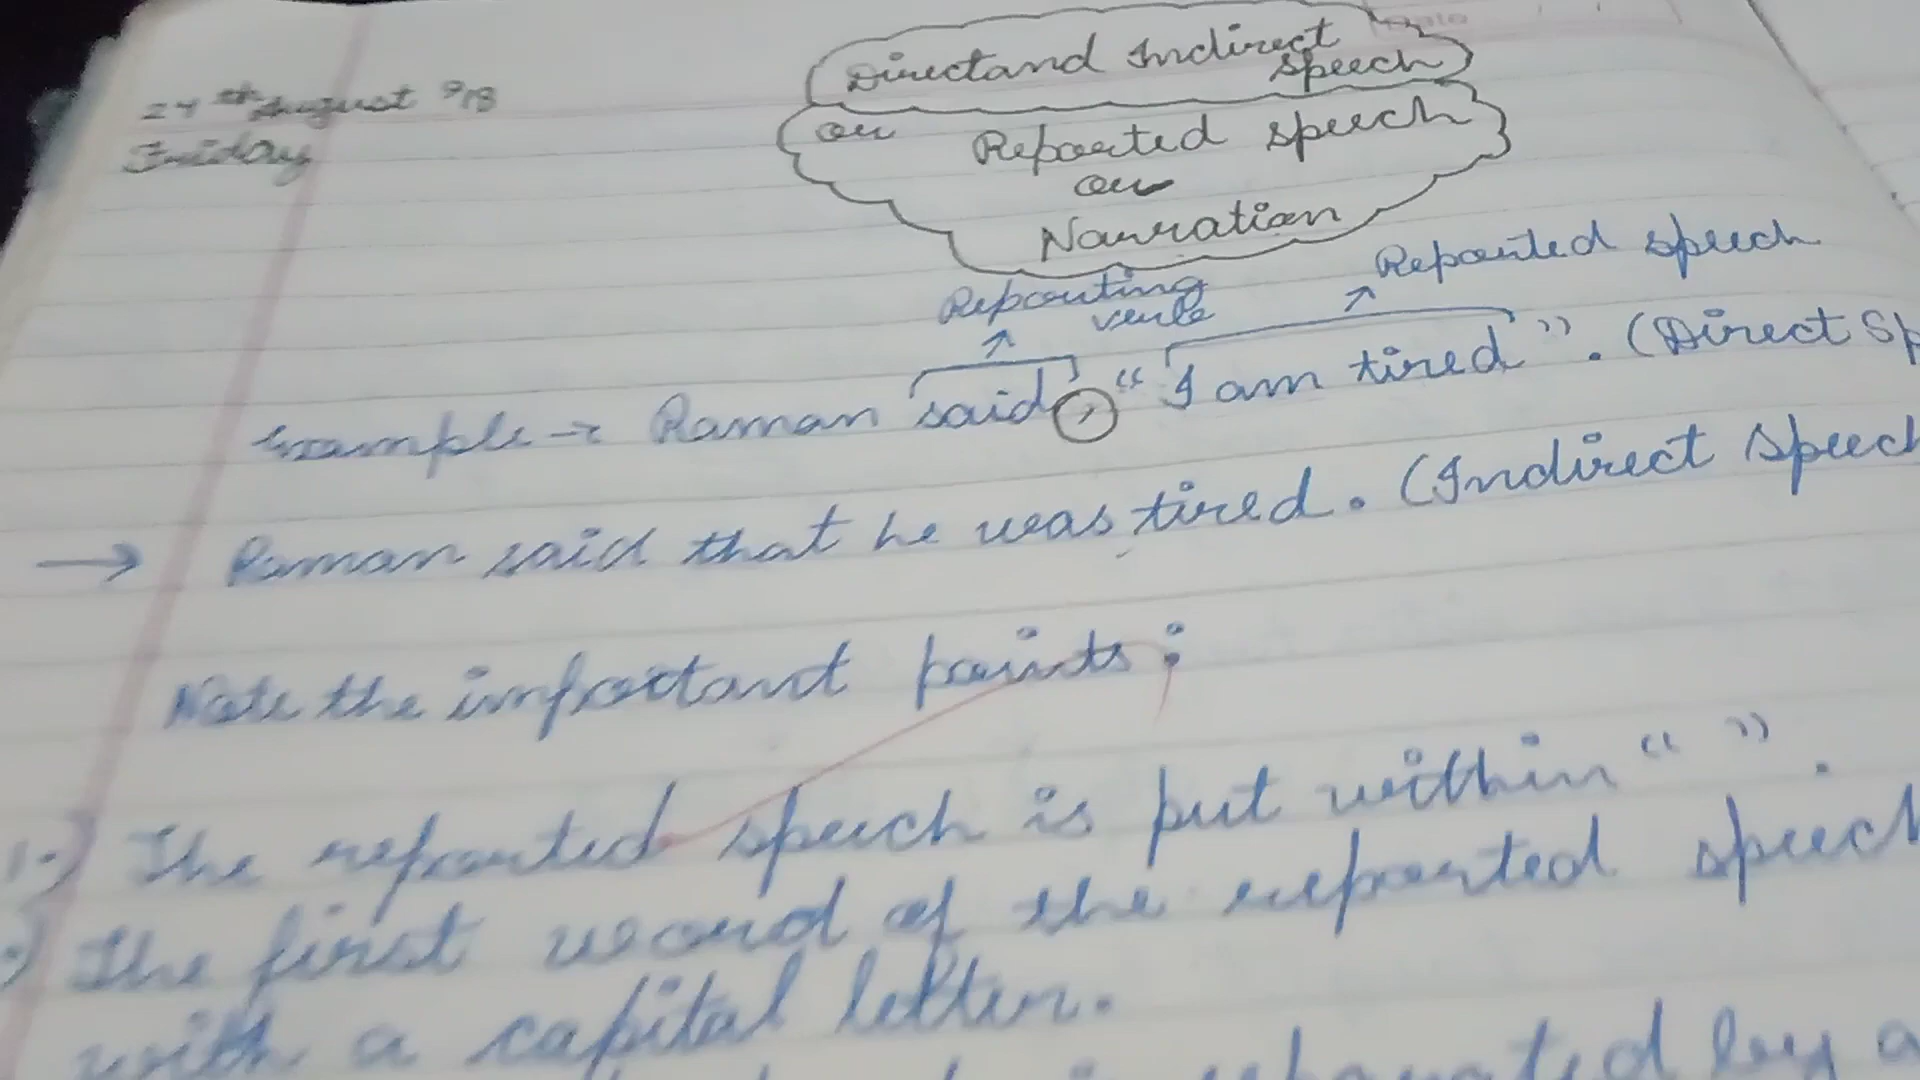 24th August '18
Friday
Direct and Indirect
speech
or Reported speech
or
Narration
Reporting
verb
Reported speech
Example → Raman said, "I am tired". (Direct Sp
→ Raman said that he was tired. (Indirect speech
Note the important points:
1.) The reported speech is put within " ".
The first word of the reported speech
with a capital letter.
separated by a